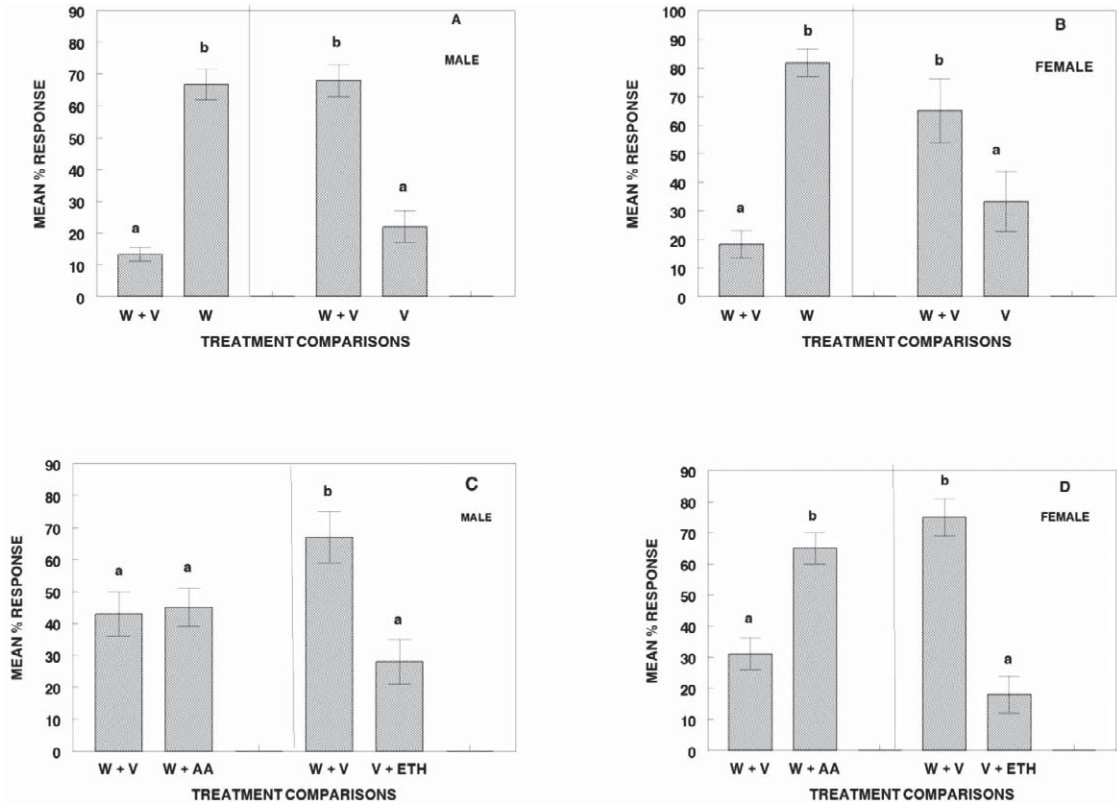 A
MALE
MEAN % RESPONSE
90
80
70
60
50
40
30
20
10
0
a
b
b
a
W + V
W
W + V
V
TREATMENT COMPARISONS
B
FEMALE
MEAN % RESPONSE
100
90
80
70
60
50
40
30
20
10
0
a
b
b
a
W + V
W
W + V
V
TREATMENT COMPARISONS
C
MALE
MEAN % RESPONSE
90
80
70
60
50
40
30
20
10
0
a
a
b
a
W + V
W + AA
W + V
V + ETH
TREATMENT COMPARISONS
D
FEMALE
MEAN % RESPONSE
90
80
70
60
50
40
30
20
10
0
a
b
b
a
W + V
W + AA
W + V
V + ETH
TREATMENT COMPARISONS